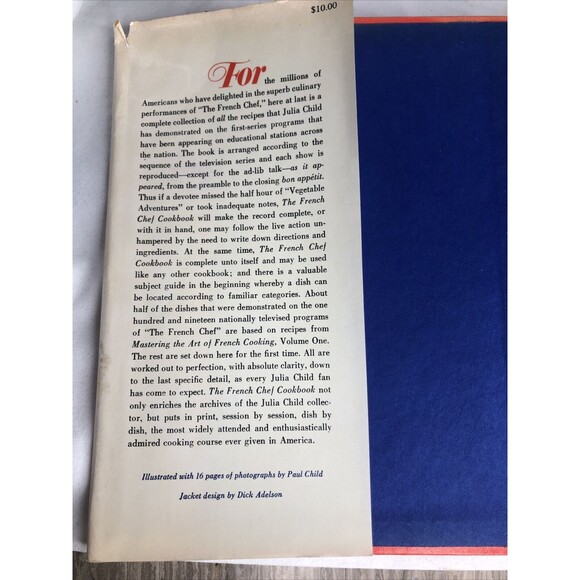 $10.00
For the millions of
Americans who have delighted in the superb culinary
performances of "The French Chef," here at last is a
complete collection of all the recipes that Julia Child
has demonstrated on the first-series programs that
have been appearing on educational stations across
the nation. The book is arranged according to the
sequence of the television series and each show is
reproduced—except for the ad-lib talk—as it ap-
peared, from the preamble to the closing bon appétit.
Thus if a devotee missed the half hour of "Vegetable
Adventures" or took inadequate notes, The French
Chef Cookbook will make the record complete, or
with it in hand, one may follow the live action un-
hampered by the need to write down directions and
ingredients. At the same time, The French Chef
Cookbook is complete unto itself and may be used
like any other cookbook; and there is a valuable
subject guide in the beginning whereby a dish can
be located according to familiar categories. About
half of the dishes that were demonstrated on the one
hundred and nineteen nationally televised programs
of "The French Chef" are based on recipes from
Mastering the Art of French Cooking, Volume One.
The rest are set down here for the first time. All are
worked out to perfection, with absolute clarity, down
to the last specific detail, as every Julia Child fan
has come to expect. The French Chef Cookbook not
only enriches the archives of the Julia Child collec-
tor, but puts in print, session by session, dish by
dish, the most widely attended and enthusiastically
admired cooking course ever given in America.
Illustrated with 16 pages of photographs by Paul Child
Jacket design by Dick Adelson